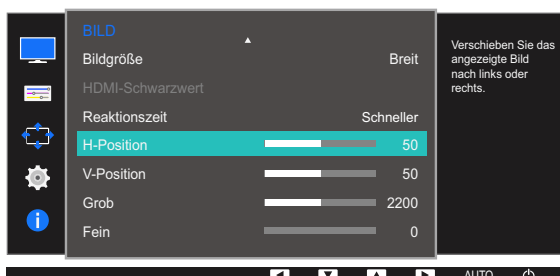 BILD
Bildgröße Breit
HDMI-Schwarzwert
Reaktionszeit Schneller
H-Position 50
V-Position 50
Grob 2200
Fein 0
Verschieben Sie das
angezeigte Bild
nach links oder
rechts.
AUTO